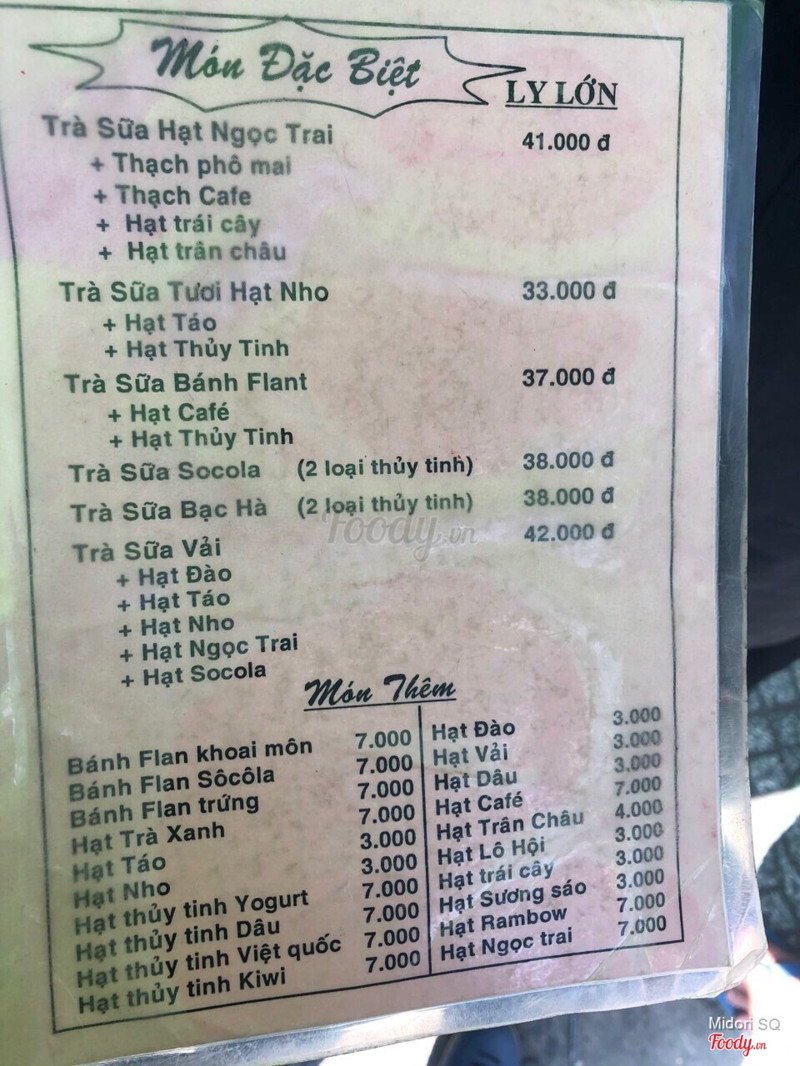 Món Đặc Biệt
LY LỚN
Trà Sữa Hạt Ngọc Trai 41.000 đ
+ Thạch phô mai
+ Thạch Cafe
+ Hạt trái cây
+ Hạt trân châu
Trà Sữa Tươi Hạt Nho 33.000 đ
+ Hạt Táo
+ Hạt Thủy Tinh
Trà Sữa Bánh Flant 37.000 đ
+ Hạt Café
+ Hạt Thủy Tinh
Trà Sữa Socola (2 loại thủy tinh) 38.000 đ
Trà Sữa Bạc Hà (2 loại thủy tinh) 38.000 đ
Trà Sữa Vải 42.000 đ
+ Hạt Đào
+ Hạt Táo
+ Hạt Nho
+ Hạt Ngọc Trai
+ Hạt Socola
Foody.vn
Món Thêm
Bánh Flan khoai môn 7.000
Bánh Flan Sôcôla 7.000
Bánh Flan trứng 7.000
Hạt Trà Xanh 7.000
Hạt Táo 3.000
Hạt Nho 3.000
Hạt thủy tinh Yogurt 7.000
Hạt thủy tinh Dâu 7.000
Hạt thủy tinh Việt quốc 7.000
Hạt thủy tinh Kiwi 7.000
Hạt Đào 3.000
Hạt Vải 3.000
Hạt Dâu 3.000
Hạt Café 7.000
Hạt Trân Châu 4.000
Hạt Lô Hội 3.000
Hạt trái cây 3.000
Hạt Sương sáo 3.000
Hạt Rambow 7.000
Hạt Ngọc trai 7.000
Midori SQ
Foody.vn